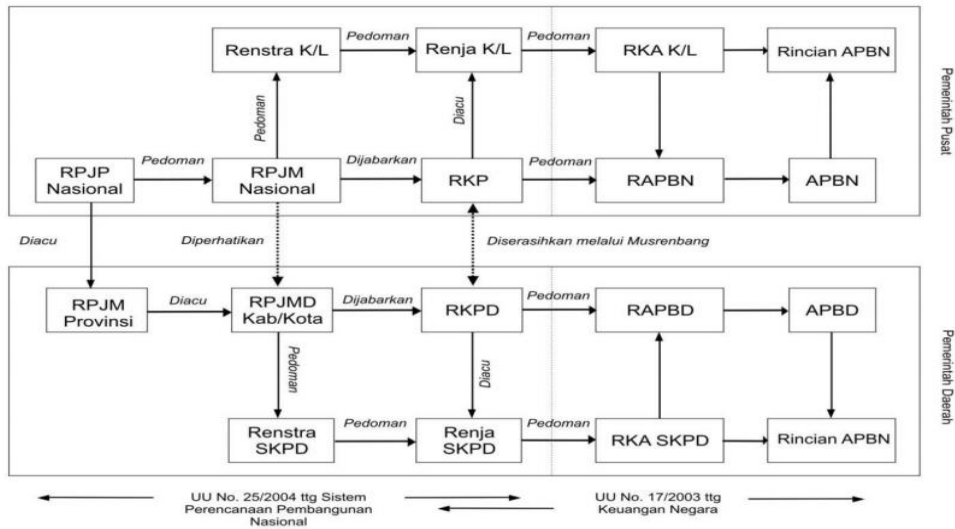 Pedoman
Pedoman
Renstra K/L
Renja K/L
RKA K/L
Rincian APBN
Pedoman
Diacu
Pemerintah Pusat
Pedoman
Dijabarkan
Pedoman
RPJP
Nasional
RPJM
Nasional
RKP
RAPBN
APBN
Diacu
Diperhatikan
Diserasihkan melalui Musrenbang
RPJM
Provinsi
Diacu
RPJMD
Kab/Kota
Dijabarkan
RKPD
Pedoman
RAPBD
APBD
Pedoman
Diacu
Pemerintah Daerah
Renstra
SKPD
Pedoman
Renja
SKPD
Pedoman
RKA SKPD
Rincian APBN
UU No. 25/2004 ttg Sistem
Perencanaan Pembangunan
Nasional
UU No. 17/2003 ttg
Keuangan Negara